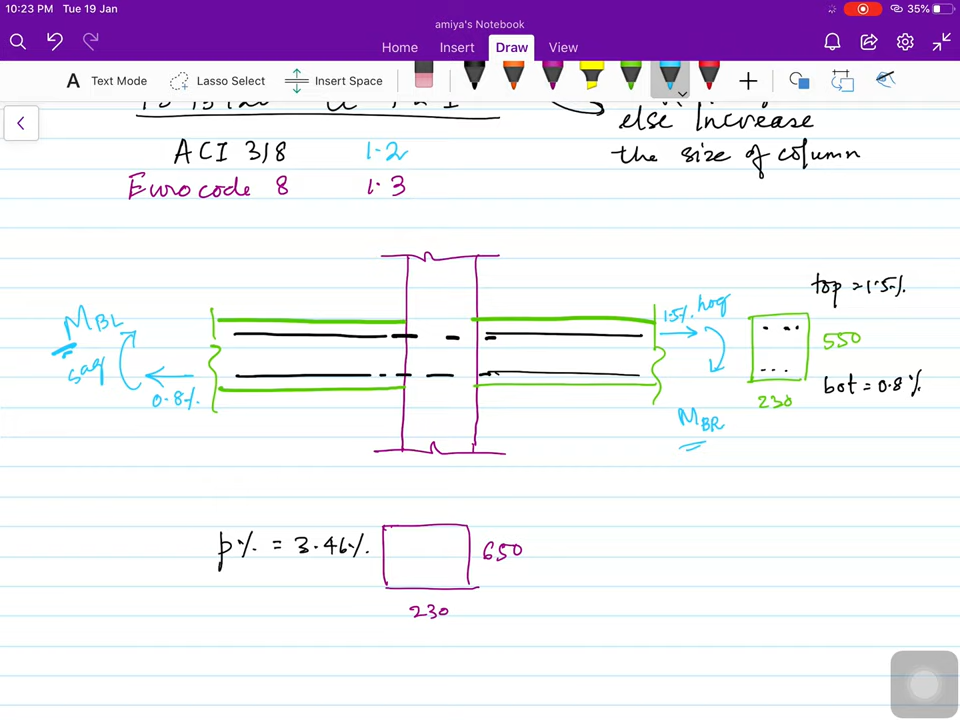 10:23 PM Tue 19 Jan
35%
amiya's Notebook
Home Insert Draw View
A Text Mode Lasso Select Insert Space
else Increase
the size of column
ACI 318 1.2
Eurocode 8 1.3
top = 1.5%
1.5% hog
MBL
sag
0.8%
550
bot = 0.8%
230
MBR
p% = 3.46%
650
230